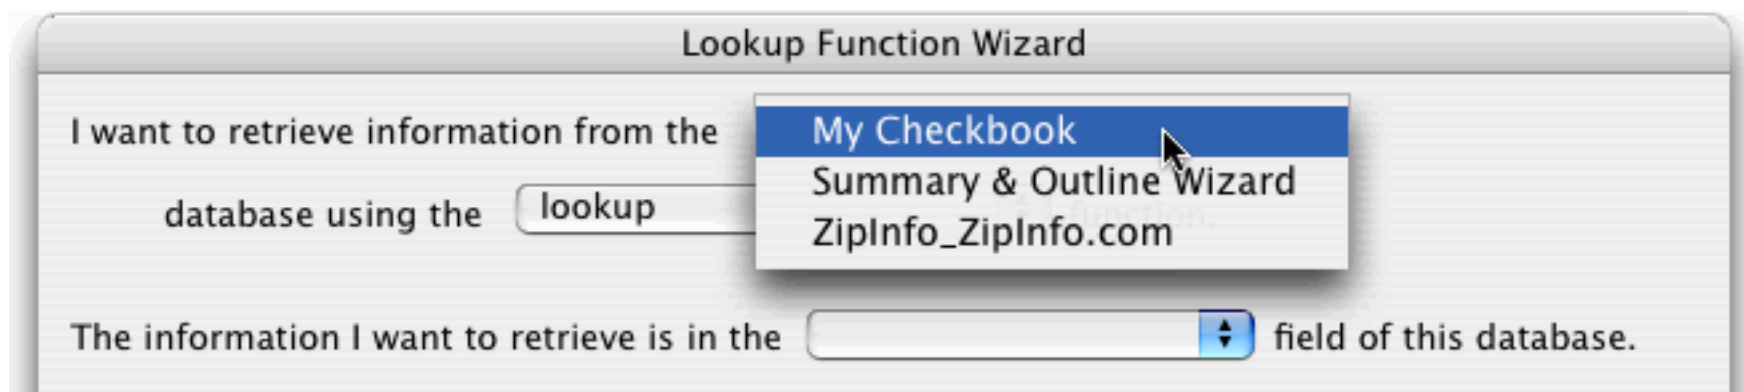 Lookup Function Wizard
I want to retrieve information from the
My Checkbook
Summary & Outline Wizard
ZipInfo_ZipInfo.com
database using the lookup function.
The information I want to retrieve is in the field of this database.